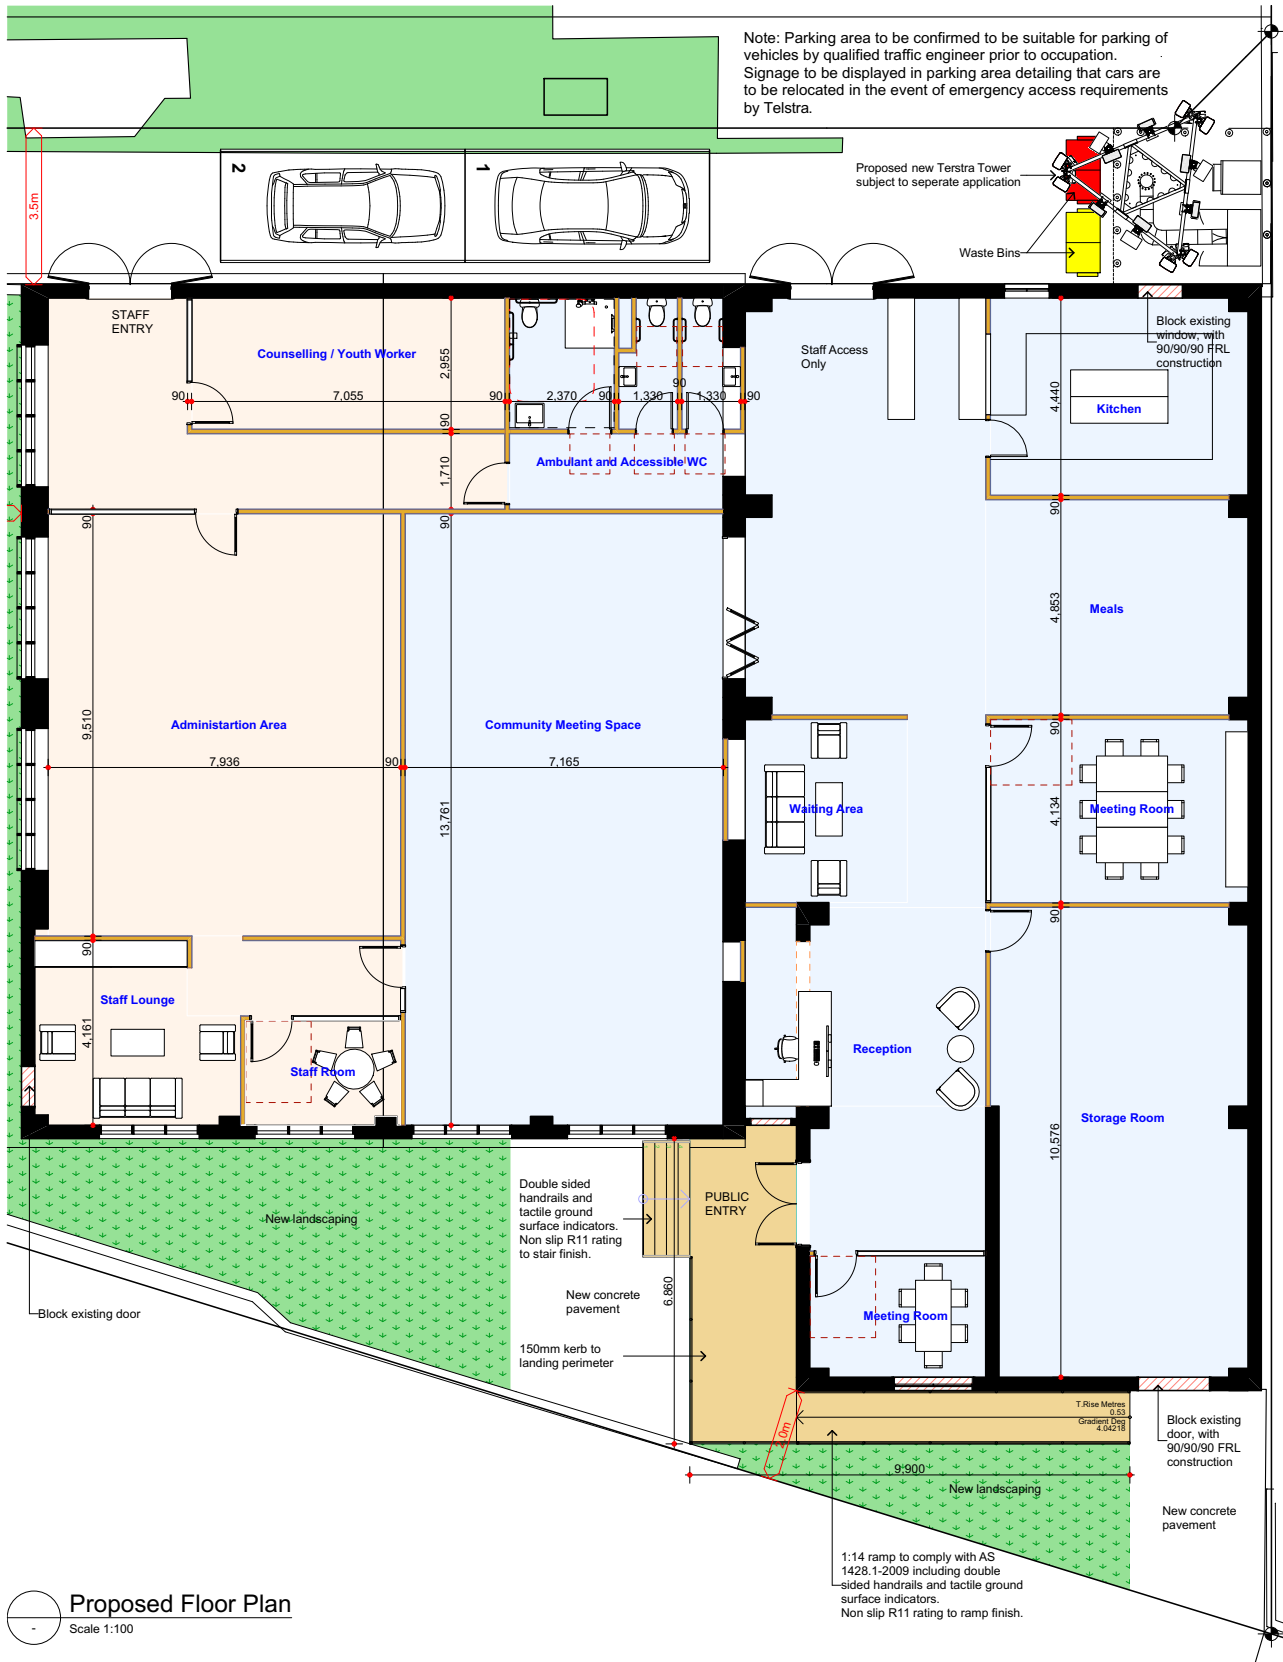 Note: Parking area to be confirmed to be suitable for parking of
vehicles by qualified traffic engineer prior to occupation.
Signage to be displayed in parking area detailing that cars are
to be relocated in the event of emergency access requirements
by Telstra.
2
1
3.5m
Proposed new Terstra Tower
subject to seperate application
Waste Bins
STAFF
ENTRY
Counselling / Youth Worker
2,955
Staff Access
Only
Block existing
window, with
90/90/90 FRL
construction
4,440
Kitchen
90
7,055
90
2,370
90
1,330
90
1,330
90
90
Ambulant and Accessible WC
1,710
90
90
90
Meals
4,853
Administartion Area
9,510
Community Meeting Space
90
7,936
90
7,165
13,761
Waiting Area
Meeting Room
4,134
90
90
Staff Lounge
4,161
Staff Room
Reception
Storage Room
10,576
Double sided
handrails and
tactile ground
surface indicators.
Non slip R11 rating
to stair finish.
PUBLIC
ENTRY
New landscaping
6,860
New concrete
pavement
Block existing door
Meeting Room
150mm kerb to
landing perimeter
T.Rise Metres
0.53
Gradient Deg
4.04218
2.0m
Block existing
door, with
90/90/90 FRL
construction
9,900
New landscaping
New concrete
pavement
1:14 ramp to comply with AS
1428.1-2009 including double
sided handrails and tactile ground
surface indicators.
Non slip R11 rating to ramp finish.
Proposed Floor Plan
-
Scale 1:100